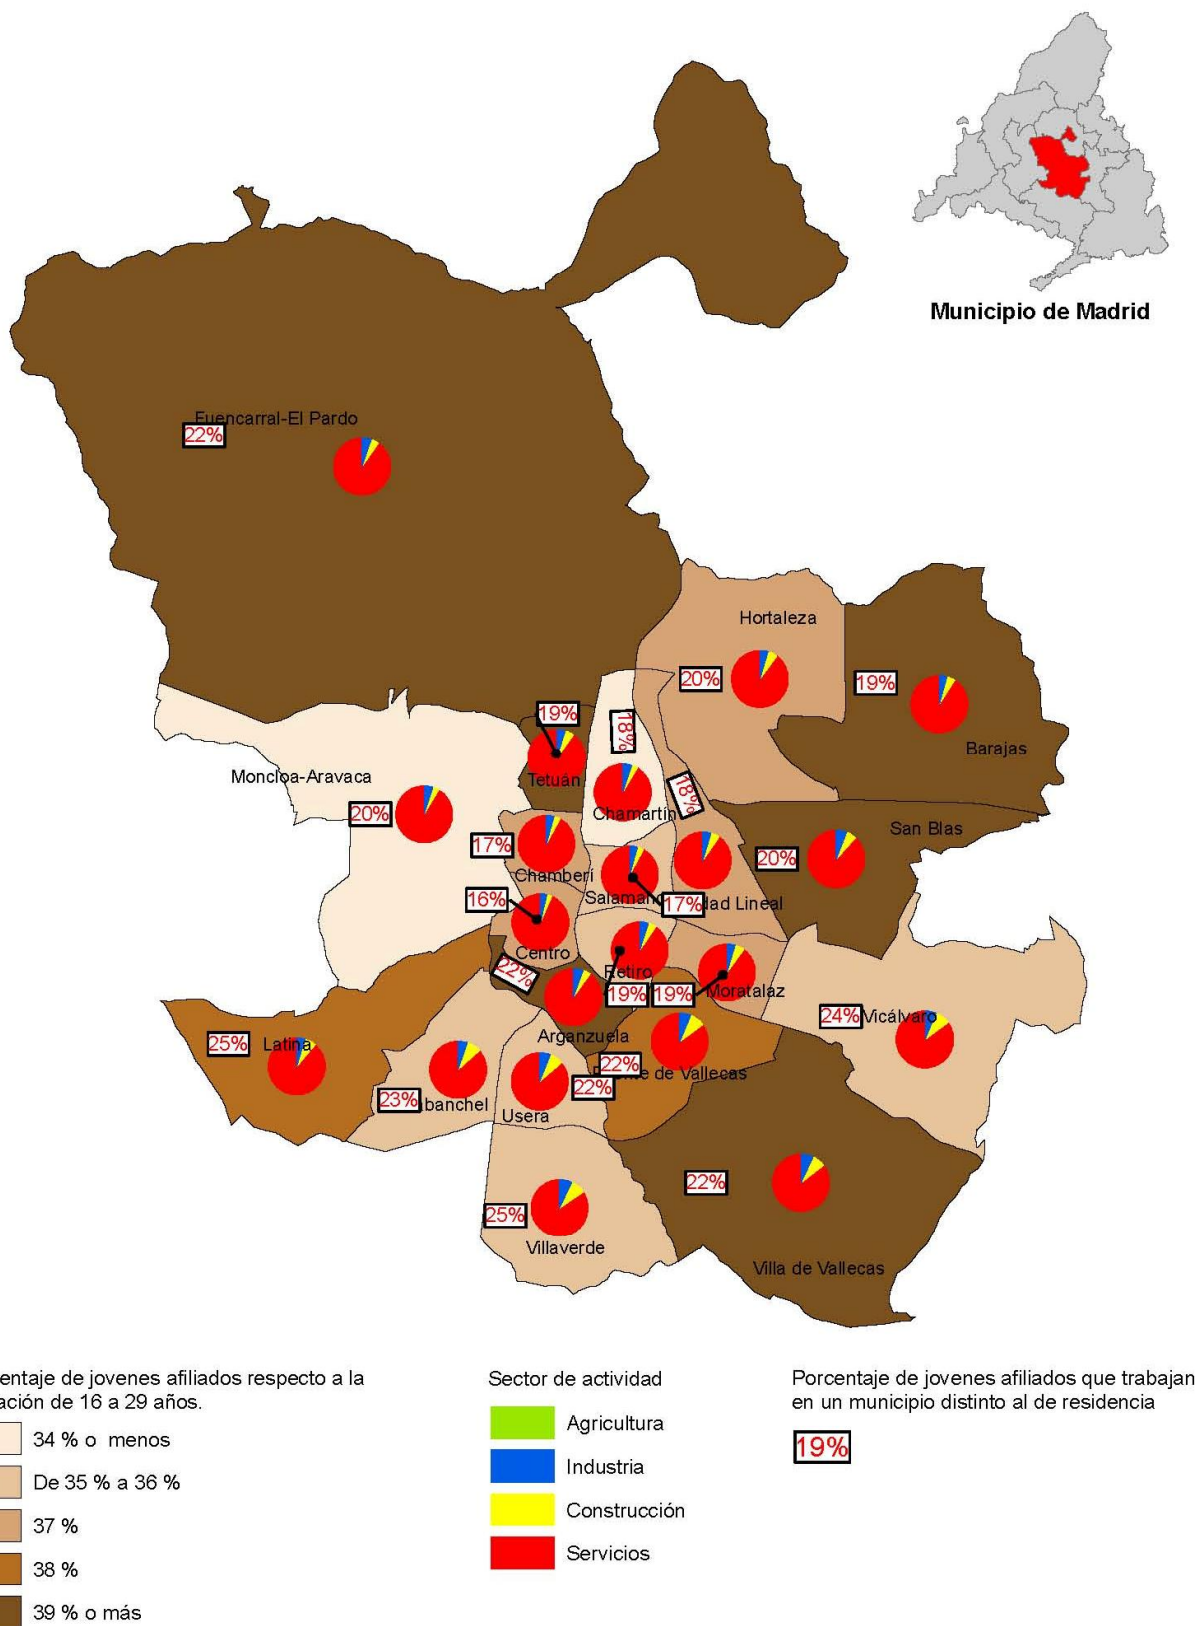 Municipio de Madrid
Fuencarral-El Pardo
22%
Hortaleza
20%
19%
Barajas
19%
18%
Tetuán
Moncloa-Aravaca
20%
Chamartín
18%
San Blas
20%
17%
Chamberí
Salaman
16%
17%
dad Lineal
Centro
22%
Retiro
19%
19%
Moratalaz
24%
Vicálvaro
Arganzuela
25%
Latina
22%
de Vallecas
22%
23%
banchel
Usera
22%
25%
Villaverde
Villa de Vallecas
entaje de jovenes afiliados respecto a la
ación de 16 a 29 años.
34 % o menos
De 35 % a 36 %
37 %
38 %
39 % o más
Sector de actividad
Agricultura
Industria
Construcción
Servicios
Porcentaje de jovenes afiliados que trabajan
en un municipio distinto al de residencia
19%